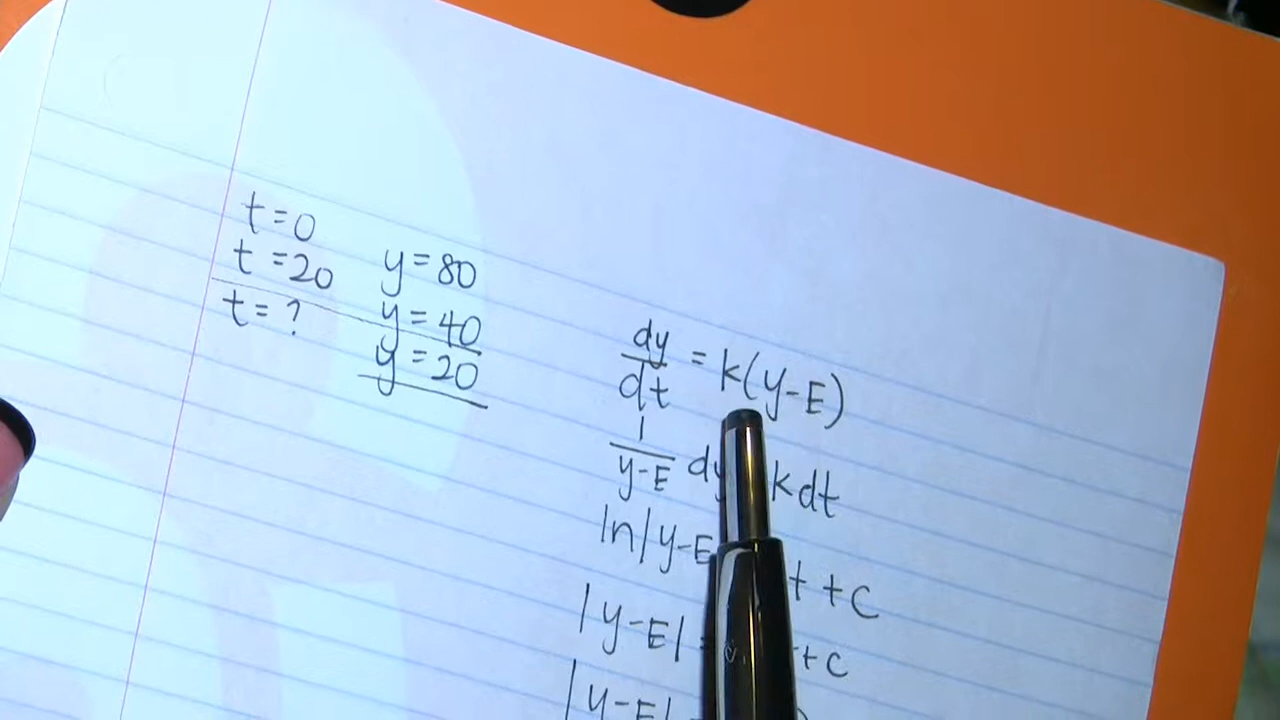 t=0
t=20 y=80
t=? y=40
y=20
dy/dt = k(y-E)
1/(y-E) dy kdt
ln|y-E t +C
|y-E| +C
|y-E|